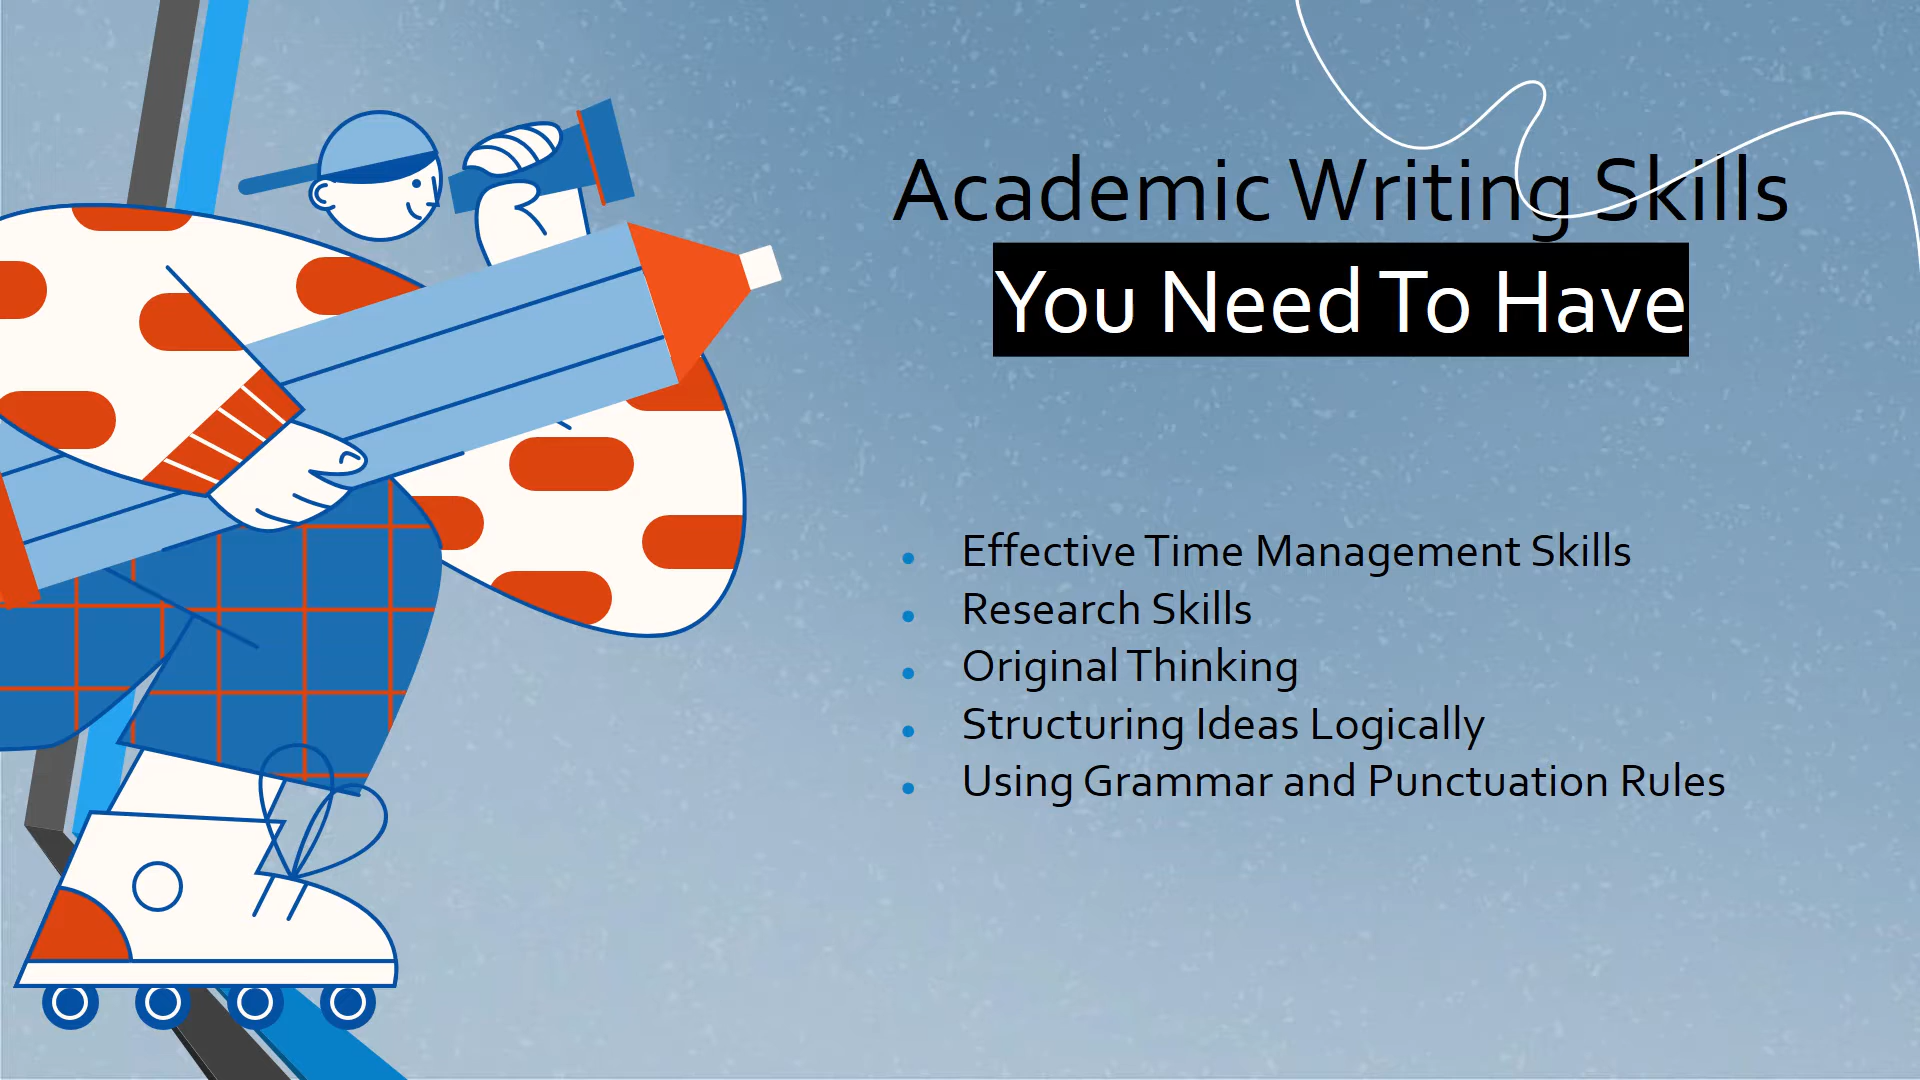 Academic Writing Skills
You Need To Have
Effective Time Management Skills
Research Skills
Original Thinking
Structuring Ideas Logically
Using Grammar and Punctuation Rules